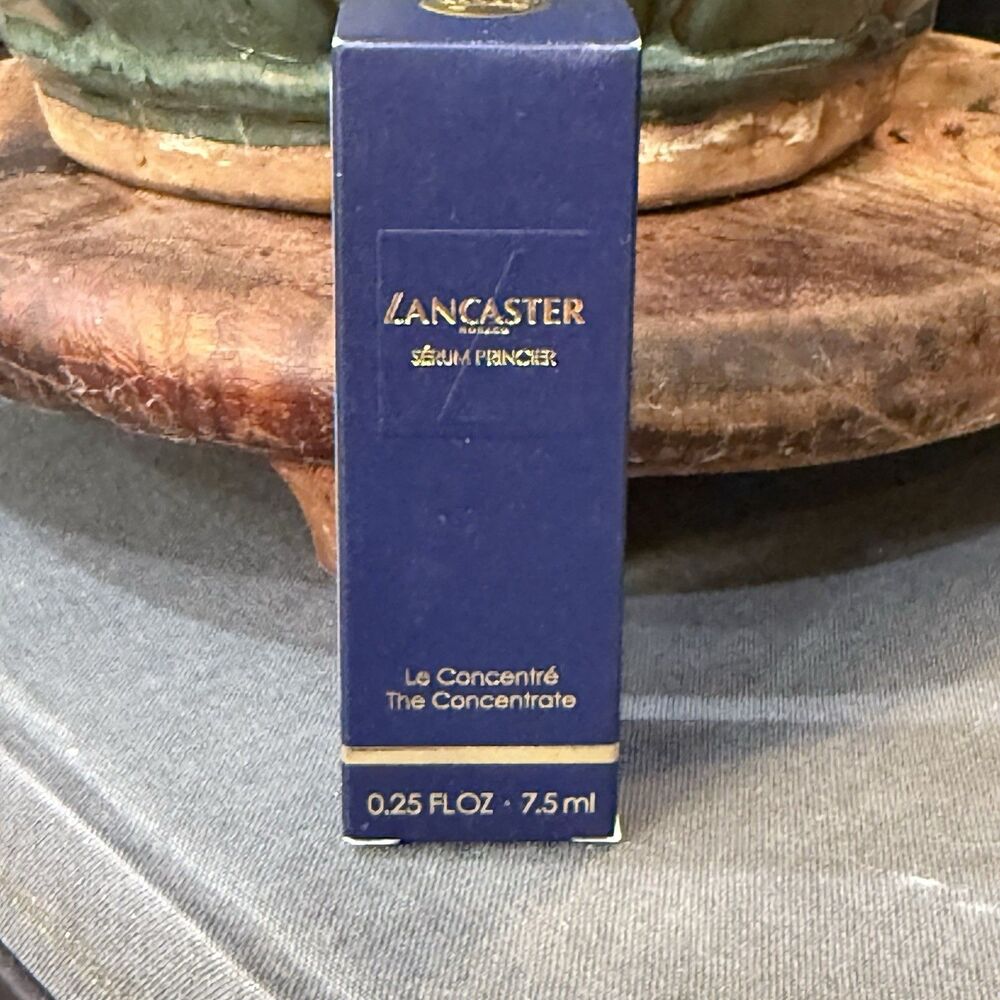 LANCASTER
MONACO
SÉRUM PRINCIER
Le Concentré
The Concentrate
0.25 FLOZ · 7.5 ml